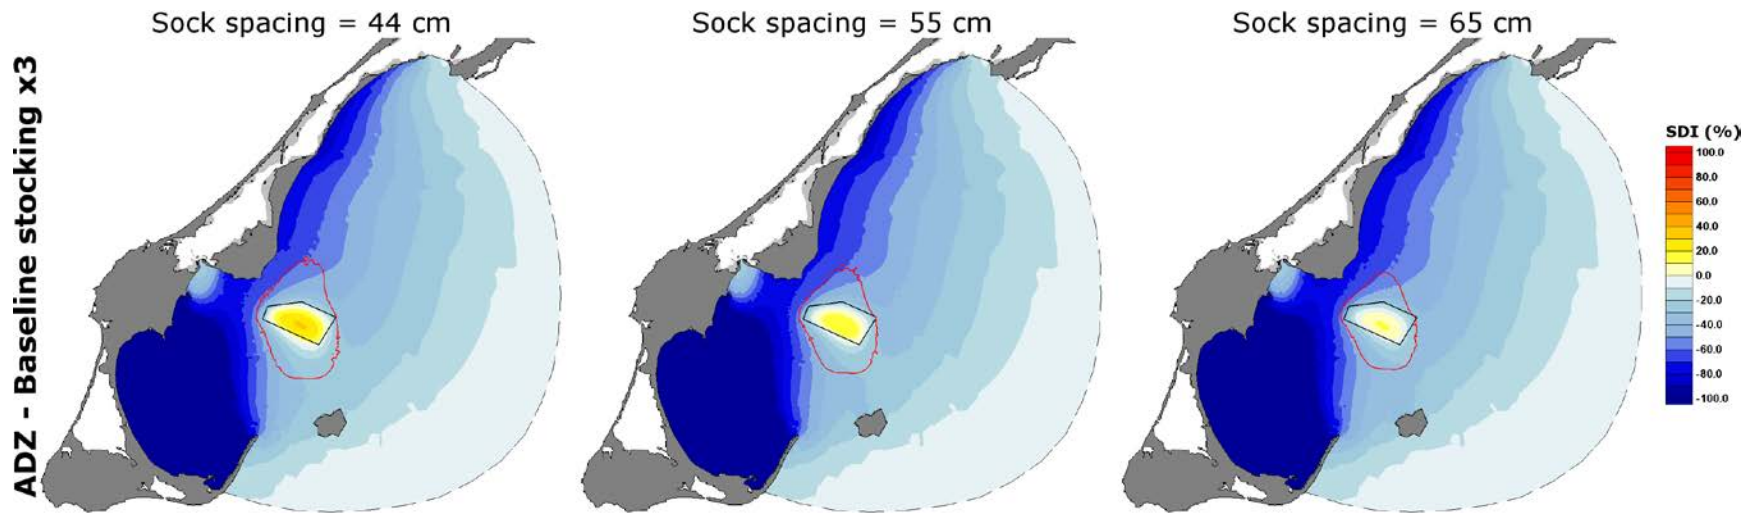 Sock spacing = 44 cm
Sock spacing = 55 cm
Sock spacing = 65 cm
ADZ - Baseline stocking x3
SDI (%)
100.0
80.0
60.0
40.0
20.0
0.0
-20.0
-40.0
-60.0
-80.0
-100.0